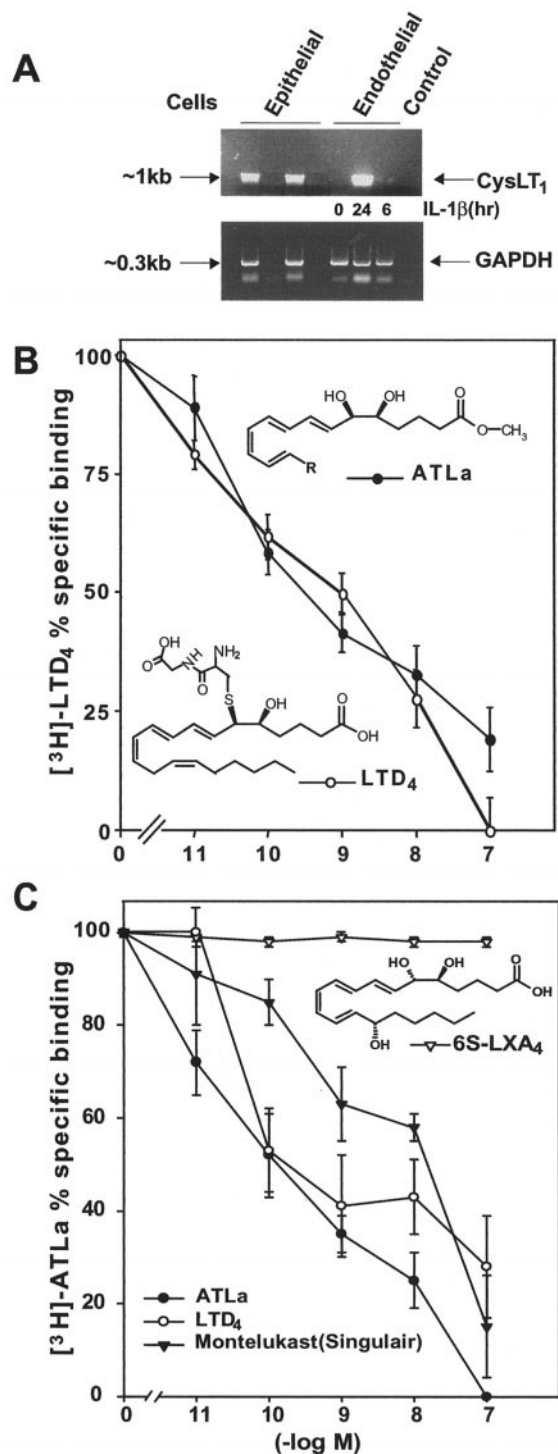 A
Cells
Epithelial
Endothelial
Control
~1kb
CysLT1
0 24 6 IL-1β(hr)
~0.3kb
GAPDH
B
[3H]-LTD4 % specific binding
100
75
50
25
0
HO OH
O
O—CH3
R
ATLa
OH
O
NH
NH2
O
S
OH
O
OH
LTD4
0 11 10 9 8 7
C
[3H]-ATLa % specific binding
100
80
60
40
20
0
HO OH
O
OH
OH
6S-LXA4
ATLa
LTD4
Montelukast(Singulair)
0 11 10 9 8 7
(-log M)